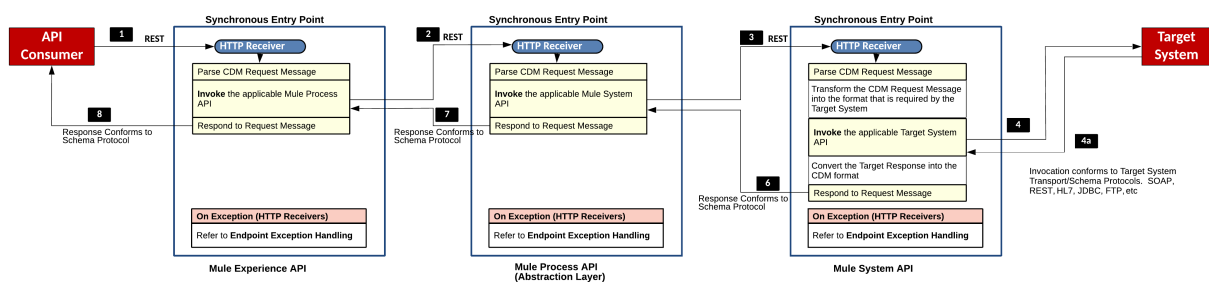 API
Consumer
1
REST
Synchronous Entry Point
HTTP Receiver
Parse CDM Request Message
Invoke the applicable Mule Process
API
Respond to Request Message
8
Response Conforms to
Schema Protocol
On Exception (HTTP Receivers)
Refer to Endpoint Exception Handling
Mule Experience API
2
REST
Synchronous Entry Point
HTTP Receiver
Parse CDM Request Message
Invoke the applicable Mule System
API
Respond to Request Message
7
Response Conforms to
Schema Protocol
On Exception (HTTP Receivers)
Refer to Endpoint Exception Handling
Mule Process API
(Abstraction Layer)
3
REST
Synchronous Entry Point
HTTP Receiver
Parse CDM Request Message
Transform the CDM Request Message
into the format that is required by the
Target System
Invoke the applicable Target System
API
Convert the Target Response into the
CDM format
Respond to Request Message
6
Response Conforms to
Schema Protocol
On Exception (HTTP Receivers)
Refer to Endpoint Exception Handling
Mule System API
4
4a
Target
System
Invocation conforms to Target System
Transport/Schema Protocols. SOAP,
REST, HL7, JDBC, FTP, etc